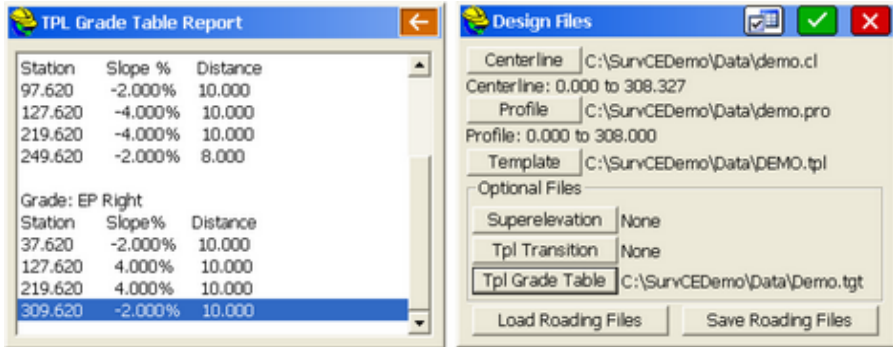 TPL Grade Table Report
Station Slope % Distance
97.620 -2.000% 10.000
127.620 -4.000% 10.000
219.620 -4.000% 10.000
249.620 -2.000% 8.000
Grade: EP Right
Station Slope% Distance
37.620 -2.000% 10.000
127.620 4.000% 10.000
219.620 4.000% 10.000
309.620 -2.000% 10.000
Design Files
Centerline C:\SurvCEDemo\Data\demo.cl
Centerline: 0.000 to 308.327
Profile C:\SurvCEDemo\Data\demo.pro
Profile: 0.000 to 308.000
Template C:\SurvCEDemo\Data\DEMO.tpl
Optional Files
Superelevation None
Tpl Transition None
Tpl Grade Table C:\SurvCEDemo\Data\Demo.tgt
Load Roading Files Save Roading Files